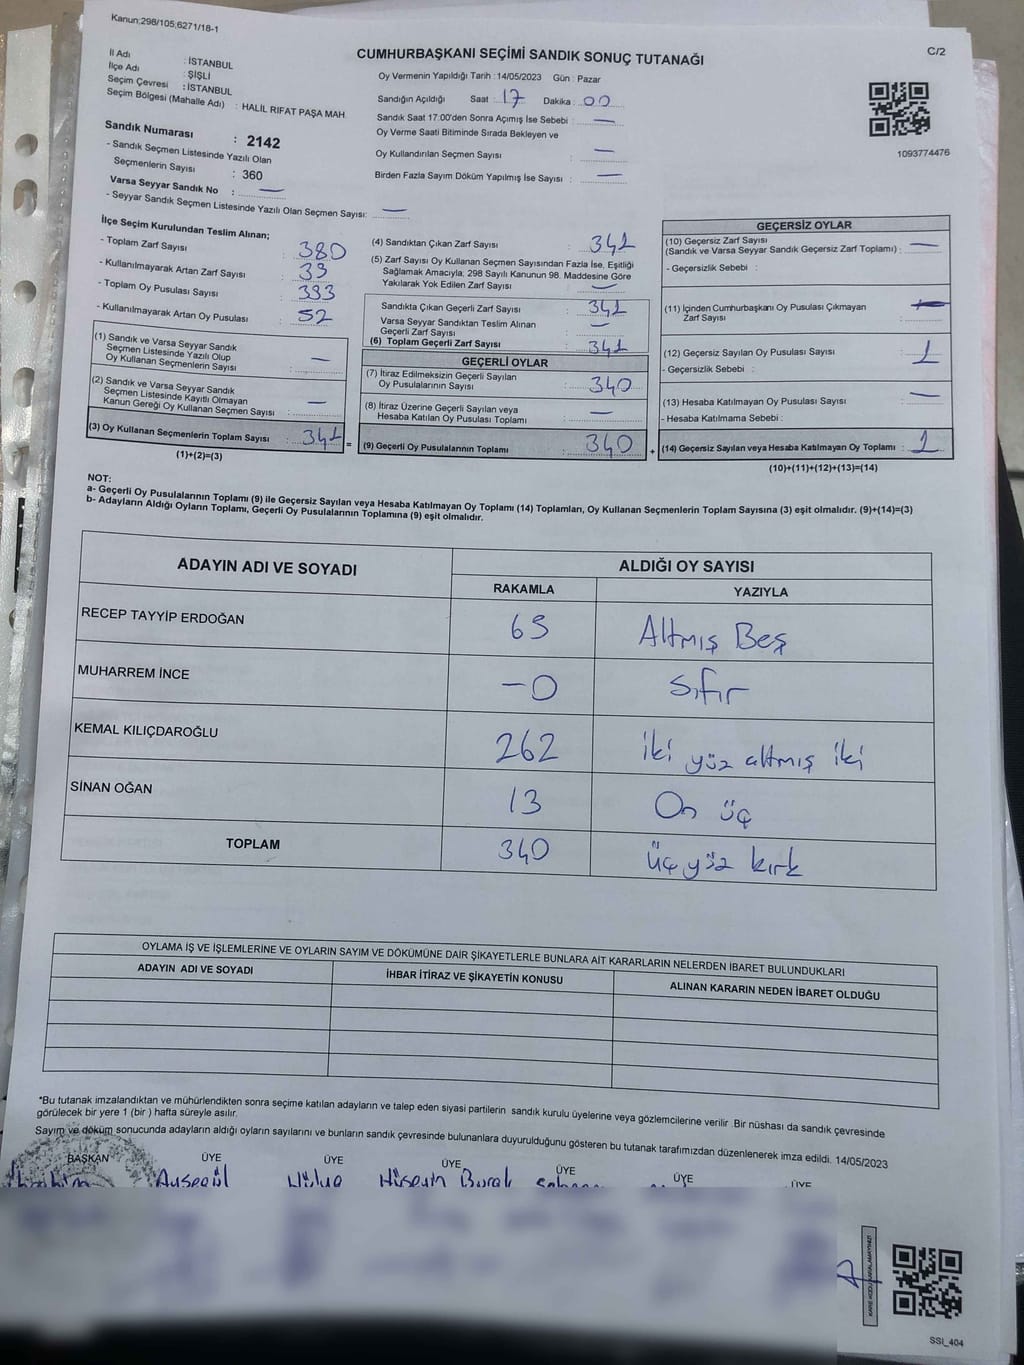 Kanun;298/105;6271/18-1
C/2
CUMHURBAŞKANI SEÇİMİ SANDIK SONUÇ TUTANAĞI
İl Adı : İSTANBUL
İlçe Adı : ŞİŞLİ
Seçim Çevresi : İSTANBUL
Seçim Bölgesi (Mahalle Adı) : HALİL RIFAT PAŞA MAH
Sandık Numarası : 2142
- Sandık Seçmen Listesinde Yazılı Olan
Seçmenlerin Sayısı : 360
Varsa Seyyar Sandık No : —
- Seyyar Sandık Seçmen Listesinde Yazılı Olan Seçmen Sayısı: —
Oy Vermenin Yapıldığı Tarih : 14/05/2023 Gün : Pazar
Sandığın Açıldığı Saat : 17 Dakika : 00
Sandık Saat 17:00'den Sonra Açımış İse Sebebi : —
Oy Verme Saati Bitiminde Sırada Bekleyen ve
Oy Kullandırılan Seçmen Sayısı : —
Birden Fazla Sayım Döküm Yapılmış İse Sayısı : —
1093774476
İlçe Seçim Kurulundan Teslim Alınan;
- Toplam Zarf Sayısı : 380
- Kullanılmayarak Artan Zarf Sayısı : 33
- Toplam Oy Pusulası Sayısı : 393
- Kullanılmayarak Artan Oy Pusulası : 52
(1) Sandık ve Varsa Seyyar Sandık
Seçmen Listesinde Yazılı Olup
Oy Kullanan Seçmenlerin Sayısı : —
(2) Sandık ve Varsa Seyyar Sandık
Seçmen Listesinde Kayıtlı Olmayan
Kanun Gereği Oy Kullanan Seçmen Sayısı : —
(3) Oy Kullanan Seçmenlerin Toplam Sayısı : 341 =
(1)+(2)=(3)
(4) Sandıktan Çıkan Zarf Sayısı : 341
(5) Zarf Sayısı Oy Kullanan Seçmen Sayısından Fazla İse, Eşitliği
Sağlamak Amacıyla; 298 Sayılı Kanunun 98. Maddesine Göre
Yakılarak Yok Edilen Zarf Sayısı : —
Sandıkta Çıkan Geçerli Zarf Sayısı : 341
Varsa Seyyar Sandıktan Teslim Alınan
Geçerli Zarf Sayısı : —
(6) Toplam Geçerli Zarf Sayısı : 341
GEÇERLİ OYLAR
(7) İtiraz Edilmeksizin Geçerli Sayılan
Oy Pusulalarının Sayısı : 340
(8) İtiraz Üzerine Geçerli Sayılan veya
Hesaba Katılan Oy Pusulası Toplamı : —
(9) Geçerli Oy Pusulalarının Toplamı : 340 +
GEÇERSİZ OYLAR
(10) Geçersiz Zarf Sayısı
(Sandık ve Varsa Seyyar Sandık Geçersiz Zarf Toplamı) : —
- Geçersizlik Sebebi :
(11) İçinden Cumhurbaşkanı Oy Pusulası Çıkmayan
Zarf Sayısı : —
(12) Geçersiz Sayılan Oy Pusulası Sayısı : 1
- Geçersizlik Sebebi :
(13) Hesaba Katılmayan Oy Pusulası Sayısı : —
- Hesaba Katılmama Sebebi :
(14) Geçersiz Sayılan veya Hesaba Katılmayan Oy Toplamı : 1
(10)+(11)+(12)+(13)=(14)
NOT:
a- Geçerli Oy Pusulalarının Toplamı (9) ile Geçersiz Sayılan veya Hesaba Katılmayan Oy Toplamı (14) Toplamları, Oy Kullanan Seçmenlerin Toplam Sayısına (3) eşit olmalıdır. (9)+(14)=(3)
b- Adayların Aldığı Oyların Toplamı, Geçerli Oy Pusulalarının Toplamına (9) eşit olmalıdır.
ADAYIN ADI VE SOYADI ALDIĞI OY SAYISI
RAKAMLA YAZIYLA
RECEP TAYYİP ERDOĞAN 65 Altmış Beş
MUHARREM İNCE -0 Sıfır
KEMAL KILIÇDAROĞLU 262 iki yüz altmış iki
SİNAN OĞAN 13 On üç
TOPLAM 340 üç yüz kırk
OYLAMA İŞ VE İŞLEMLERİNE VE OYLARIN SAYIM VE DÖKÜMÜNE DAİR ŞİKAYETLERLE BUNLARA AİT KARARLARIN NELERDEN İBARET BULUNDUKLARI
ADAYIN ADI VE SOYADI İHBAR İTİRAZ VE ŞİKAYETİN KONUSU ALINAN KARARIN NEDEN İBARET OLDUĞU
*Bu tutanak imzalandıktan ve mühürlendikten sonra seçime katılan adayların ve talep eden siyasi partilerin sandık kurulu üyelerine veya gözlemcilerine verilir .Bir nüshası da sandık çevresinde
görülecek bir yere 1 (bir ) hafta süreyle asılır.
Sayım ve döküm sonucunda adayların aldığı oyların sayılarını ve bunların sandık çevresinde bulunanlara duyurulduğunu gösteren bu tutanak tarafımızdan düzenlenerek imza edildi. 14/05/2023
BAŞKAN ÜYE ÜYE ÜYE ÜYE ÜYE ÜYE
İbrahim Ayşegül Hülya Hüseyin Burak
SSI_404